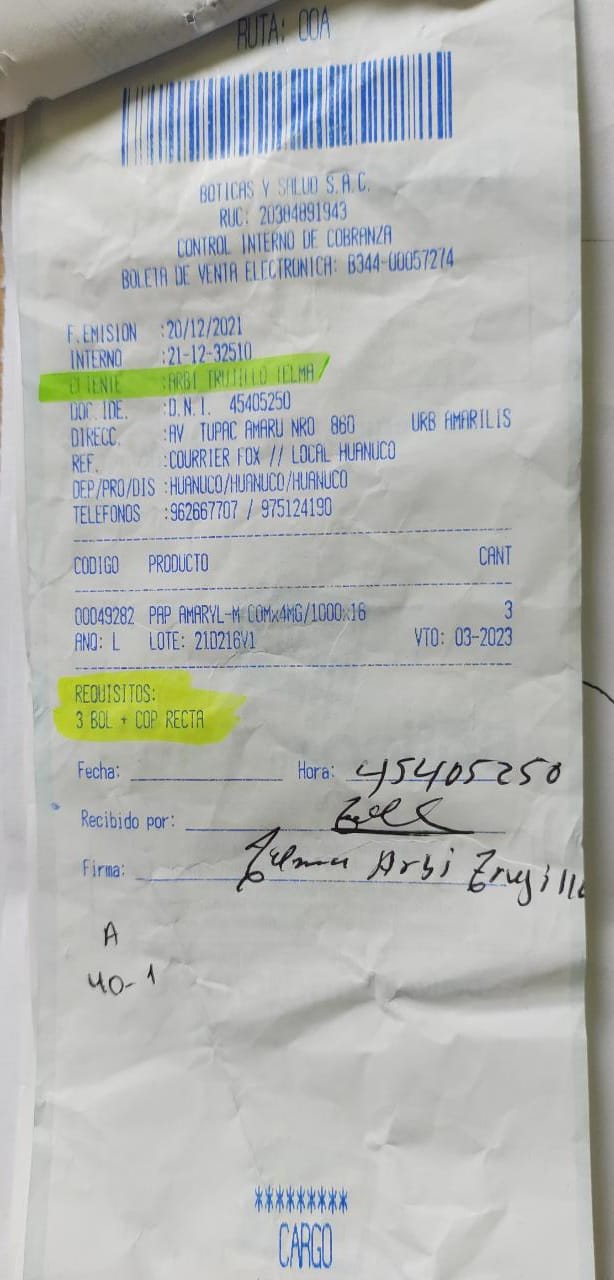 RUTA: 00A
BOTICAS Y SALUD S.A.C.
RUC: 20384891943
CONTROL INTERNO DE COBRANZA
BOLETA DE VENTA ELECTRONICA: B344-00057274
F.EMISION :20/12/2021
INTERNO :21-12-32510
CLIENTE :ARBI TRUJILLO TELMA
DOC.IDE. :D.N.I. 45405250
DIRECC. :AV TUPAC AMARU NRO 860 URB AMARILIS
REF. :COURRIER FOX // LOCAL HUANUCO
DEP/PRO/DIS :HUANUCO/HUANUCO/HUANUCO
TELEFONOS :962667707 / 975124190
CODIGO PRODUCTO CANT
00049282 PAP AMARYL-M COMx4MG/1000x16 3
ANQ: L LOTE: 21D216V1 VTO: 03-2023
REQUISITOS:
3 BOL + COP RECTA
Fecha: Hora: 45405250
Recibido por:
Firma: Telma Arbi Trujillo
A
40-1
*********
CARGO